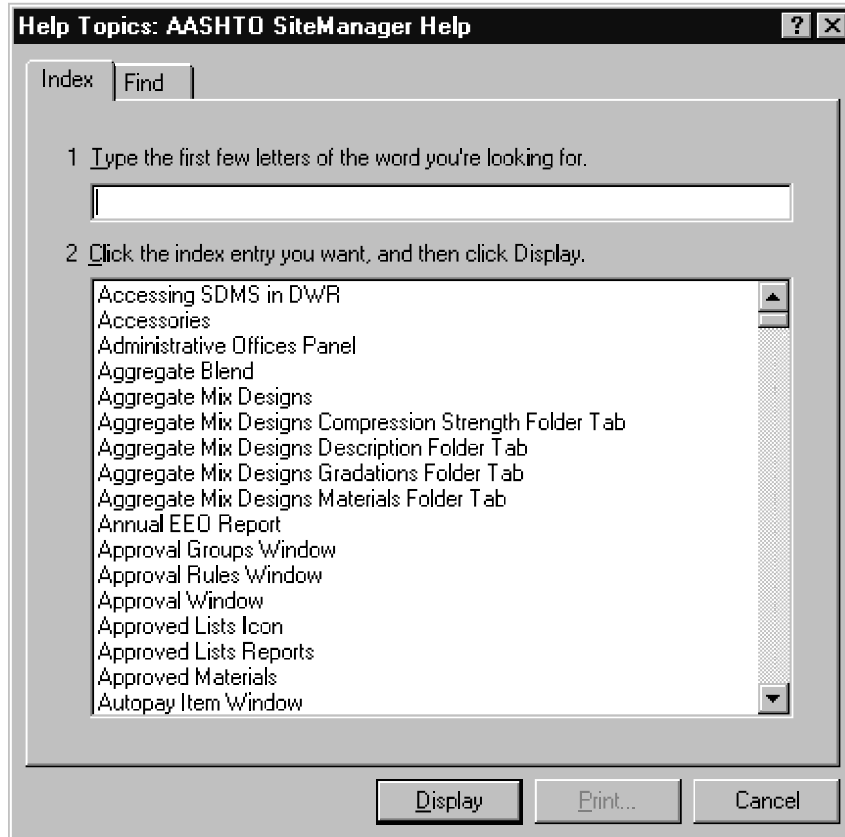 Help Topics: AASHTO SiteManager Help
Index Find
1 Type the first few letters of the word you're looking for.
2 Click the index entry you want, and then click Display.
Accessing SDMS in DWR
Accessories
Administrative Offices Panel
Aggregate Blend
Aggregate Mix Designs
Aggregate Mix Designs Compression Strength Folder Tab
Aggregate Mix Designs Description Folder Tab
Aggregate Mix Designs Gradations Folder Tab
Aggregate Mix Designs Materials Folder Tab
Annual EEO Report
Approval Groups Window
Approval Rules Window
Approval Window
Approved Lists Icon
Approved Lists Reports
Approved Materials
Autopay Item Window
Display Print... Cancel